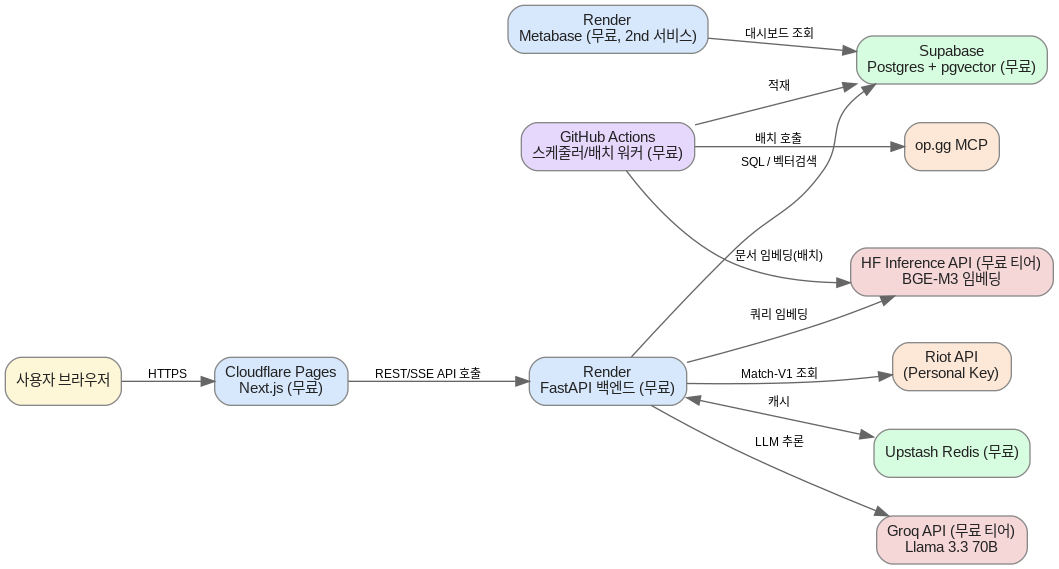 Render
Metabase (무료, 2nd 서비스)
대시보드 조회
Supabase
Postgres + pgvector (무료)
적재
GitHub Actions
스케줄러/배치 워커 (무료)
배치 호출
op.gg MCP
SQL / 벡터검색
문서 임베딩(배치)
HF Inference API (무료 티어)
BGE-M3 임베딩
쿼리 임베딩
사용자 브라우저
HTTPS
Cloudflare Pages
Next.js (무료)
REST/SSE API 호출
Render
FastAPI 백엔드 (무료)
Match-V1 조회
Riot API
(Personal Key)
캐시
Upstash Redis (무료)
LLM 추론
Groq API (무료 티어)
Llama 3.3 70B